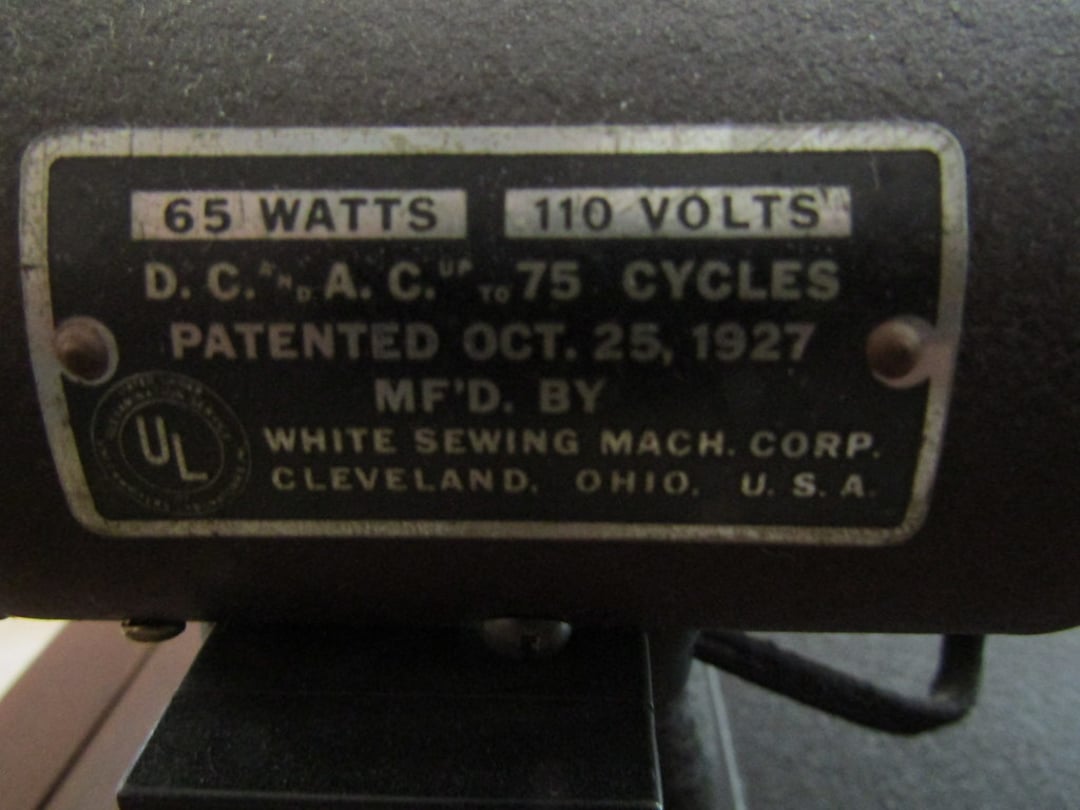 65 WATTS 110 VOLTS
D. C. AND A. C. UP TO 75 CYCLES
PATENTED OCT. 25, 1927
MF'D. BY
UL
WHITE SEWING MACH. CORP.
CLEVELAND, OHIO, U. S. A.